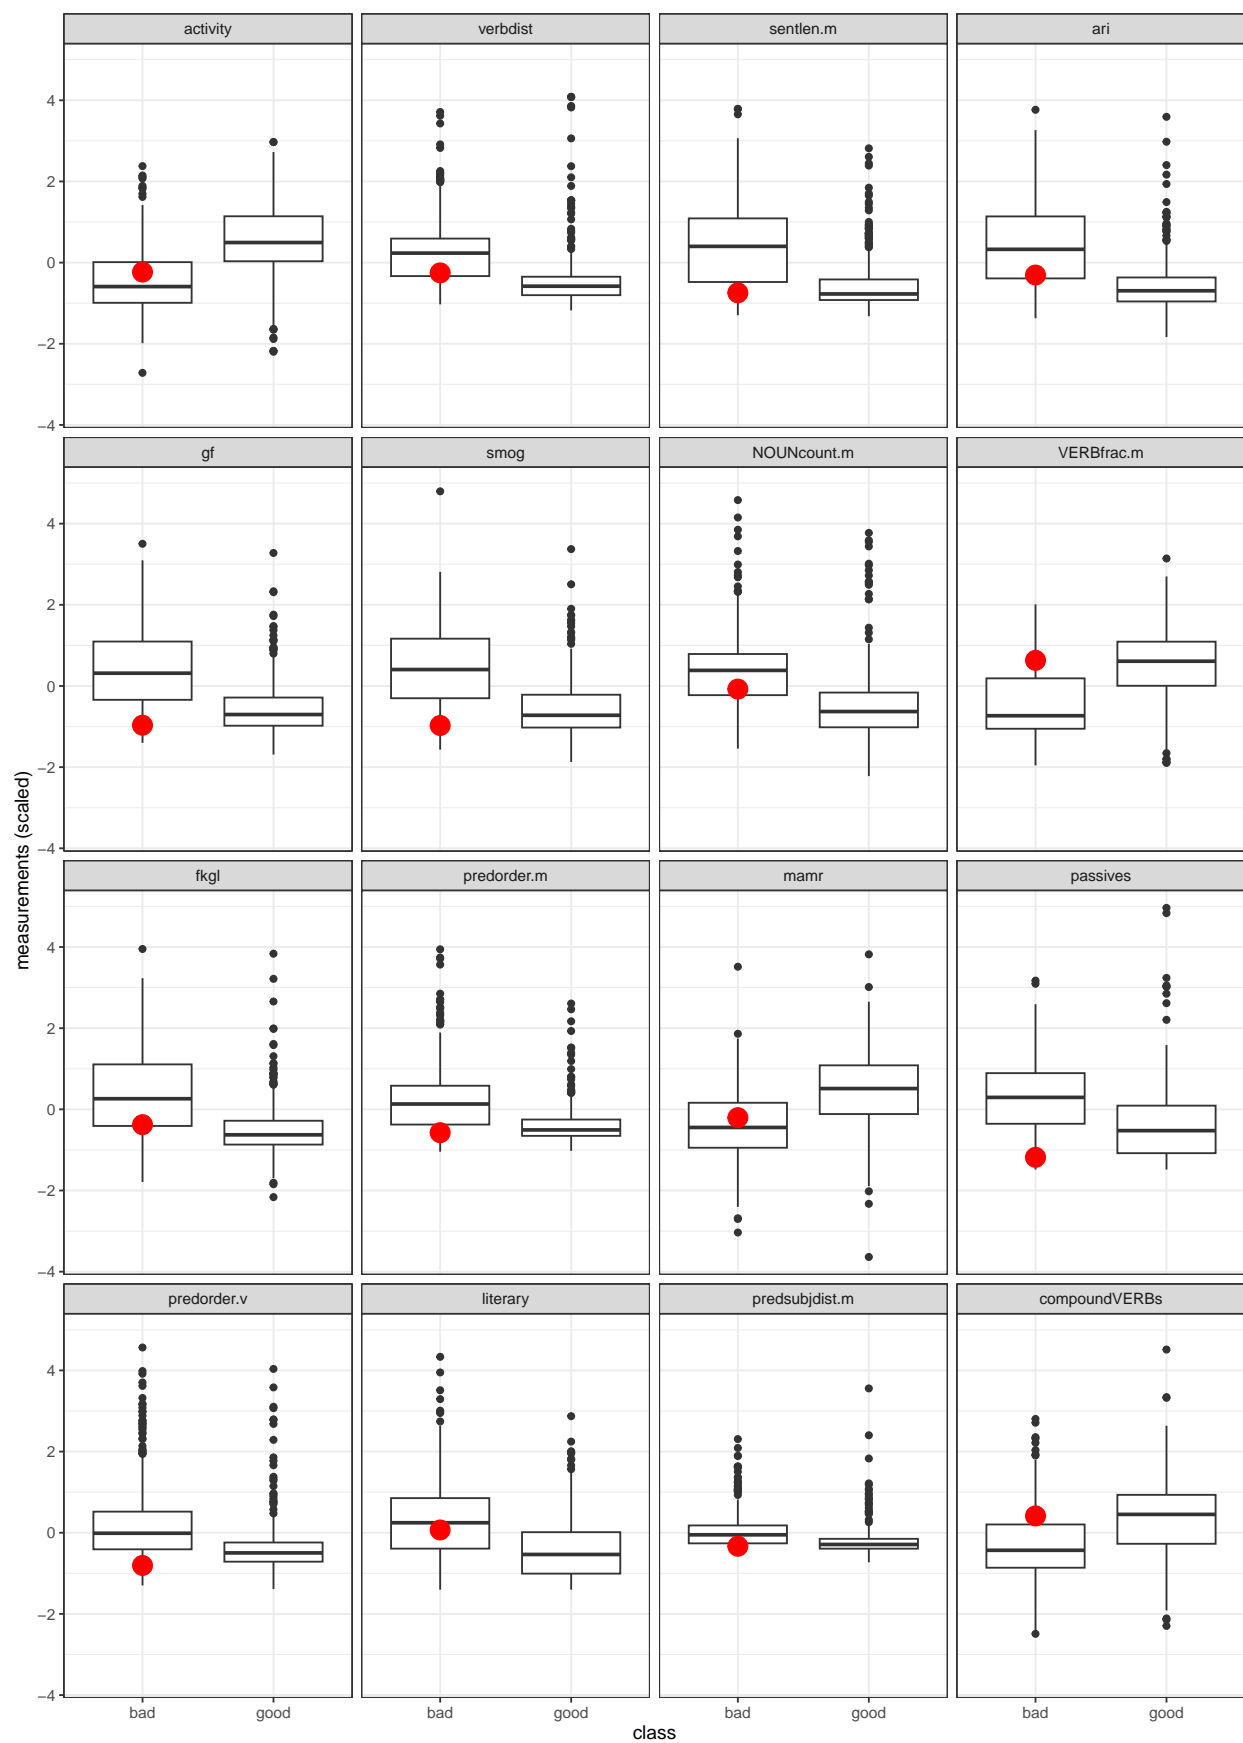 activity verbdist sentlen.m ari
4
2
0
−2
−4
gf smog NOUNcount.m VERBfrac.m
4
2
0
−2
−4
fkgl predorder.m mamr passives
4
2
0
−2
−4
predorder.v literary predsubjdist.m compoundVERBs
4
2
0
−2
−4
measurements (scaled)
bad good bad good bad good bad good
class